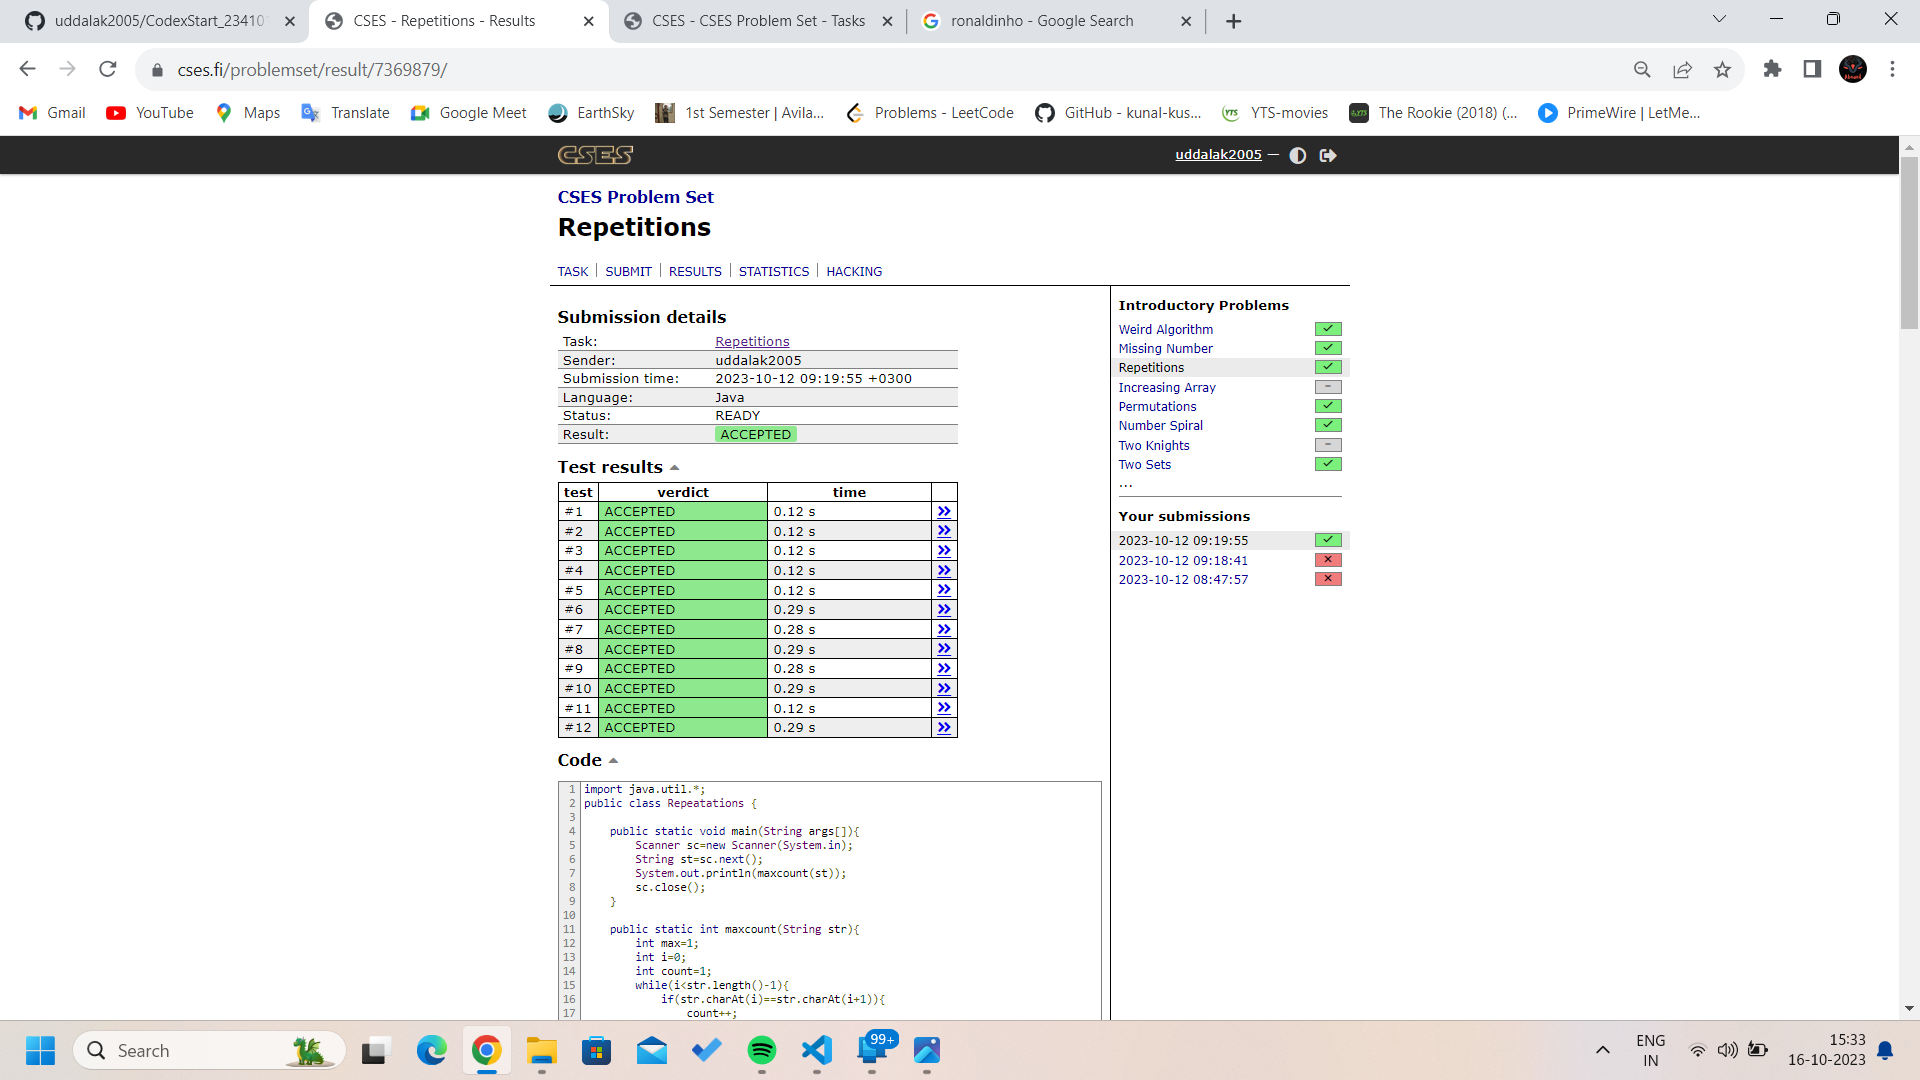 uddalak2005/CodexStart_23410
CSES - Repetitions - Results
CSES - CSES Problem Set - Tasks
ronaldinho - Google Search
cses.fi/problemset/result/7369879/
Gmail
YouTube
Maps
Translate
Google Meet
EarthSky
1st Semester | Avila...
Problems - LeetCode
GitHub - kunal-kus...
YTS-movies
The Rookie (2018) (...
PrimeWire | LetMe...
CSES
uddalak2005 —
CSES Problem Set
Repetitions
TASK | SUBMIT | RESULTS | STATISTICS | HACKING
Submission details
Task: Repetitions
Sender: uddalak2005
Submission time: 2023-10-12 09:19:55 +0300
Language: Java
Status: READY
Result: ACCEPTED
Test results
test verdict time
#1 ACCEPTED 0.12 s »
#2 ACCEPTED 0.12 s »
#3 ACCEPTED 0.12 s »
#4 ACCEPTED 0.12 s »
#5 ACCEPTED 0.12 s »
#6 ACCEPTED 0.29 s »
#7 ACCEPTED 0.28 s »
#8 ACCEPTED 0.29 s »
#9 ACCEPTED 0.28 s »
#10 ACCEPTED 0.29 s »
#11 ACCEPTED 0.12 s »
#12 ACCEPTED 0.29 s »
Code
1 import java.util.*;
2 public class Repeatations {
3
4 public static void main(String args[]){
5 Scanner sc=new Scanner(System.in);
6 String st=sc.next();
7 System.out.println(maxcount(st));
8 sc.close();
9 }
10
11 public static int maxcount(String str){
12 int max=1;
13 int i=0;
14 int count=1;
15 while(i<str.length()-1){
16 if(str.charAt(i)==str.charAt(i+1)){
17 count++;
Introductory Problems
Weird Algorithm
Missing Number
Repetitions
Increasing Array
Permutations
Number Spiral
Two Knights
Two Sets
...
Your submissions
2023-10-12 09:19:55
2023-10-12 09:18:41
2023-10-12 08:47:57
Search
99+
ENG
IN
15:33
16-10-2023